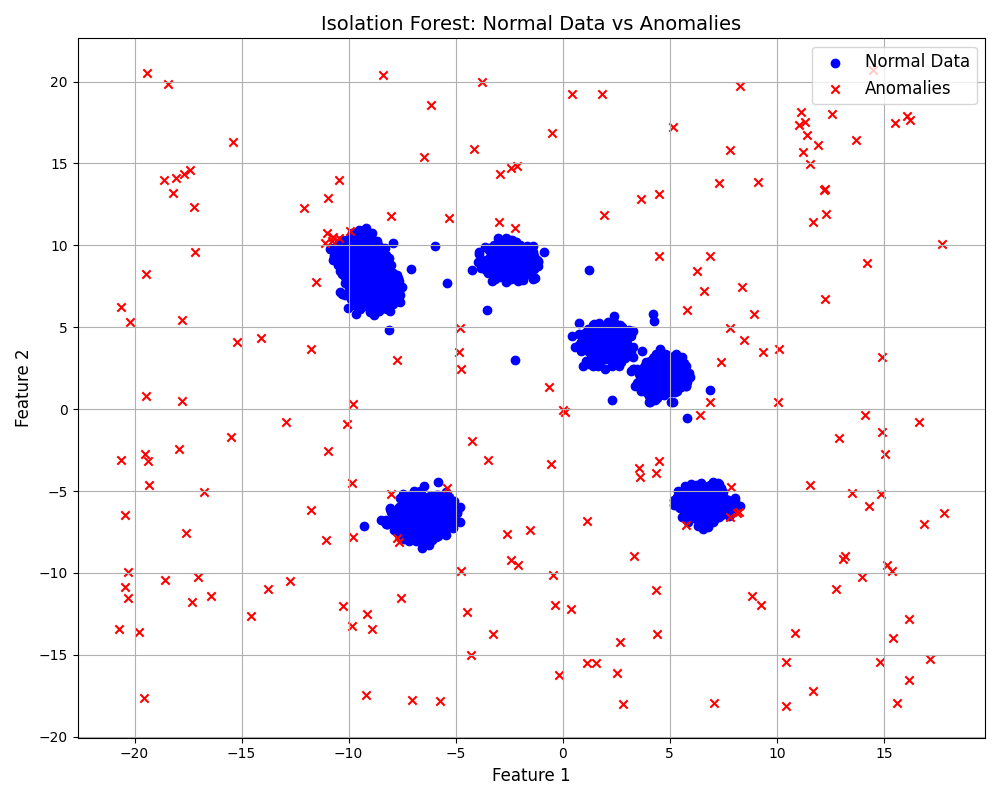 Isolation Forest: Normal Data vs Anomalies
Normal Data
Anomalies
20
15
10
5
0
−5
−10
−15
−20
Feature 2
−20 −15 −10 −5 0 5 10 15
Feature 1